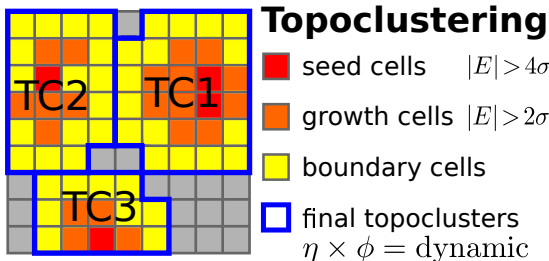 Topoclustering
seed cells |E| > 4σ
growth cells |E| > 2σ
boundary cells
final topoclusters
η × φ = dynamic
TC2 TC1
TC3